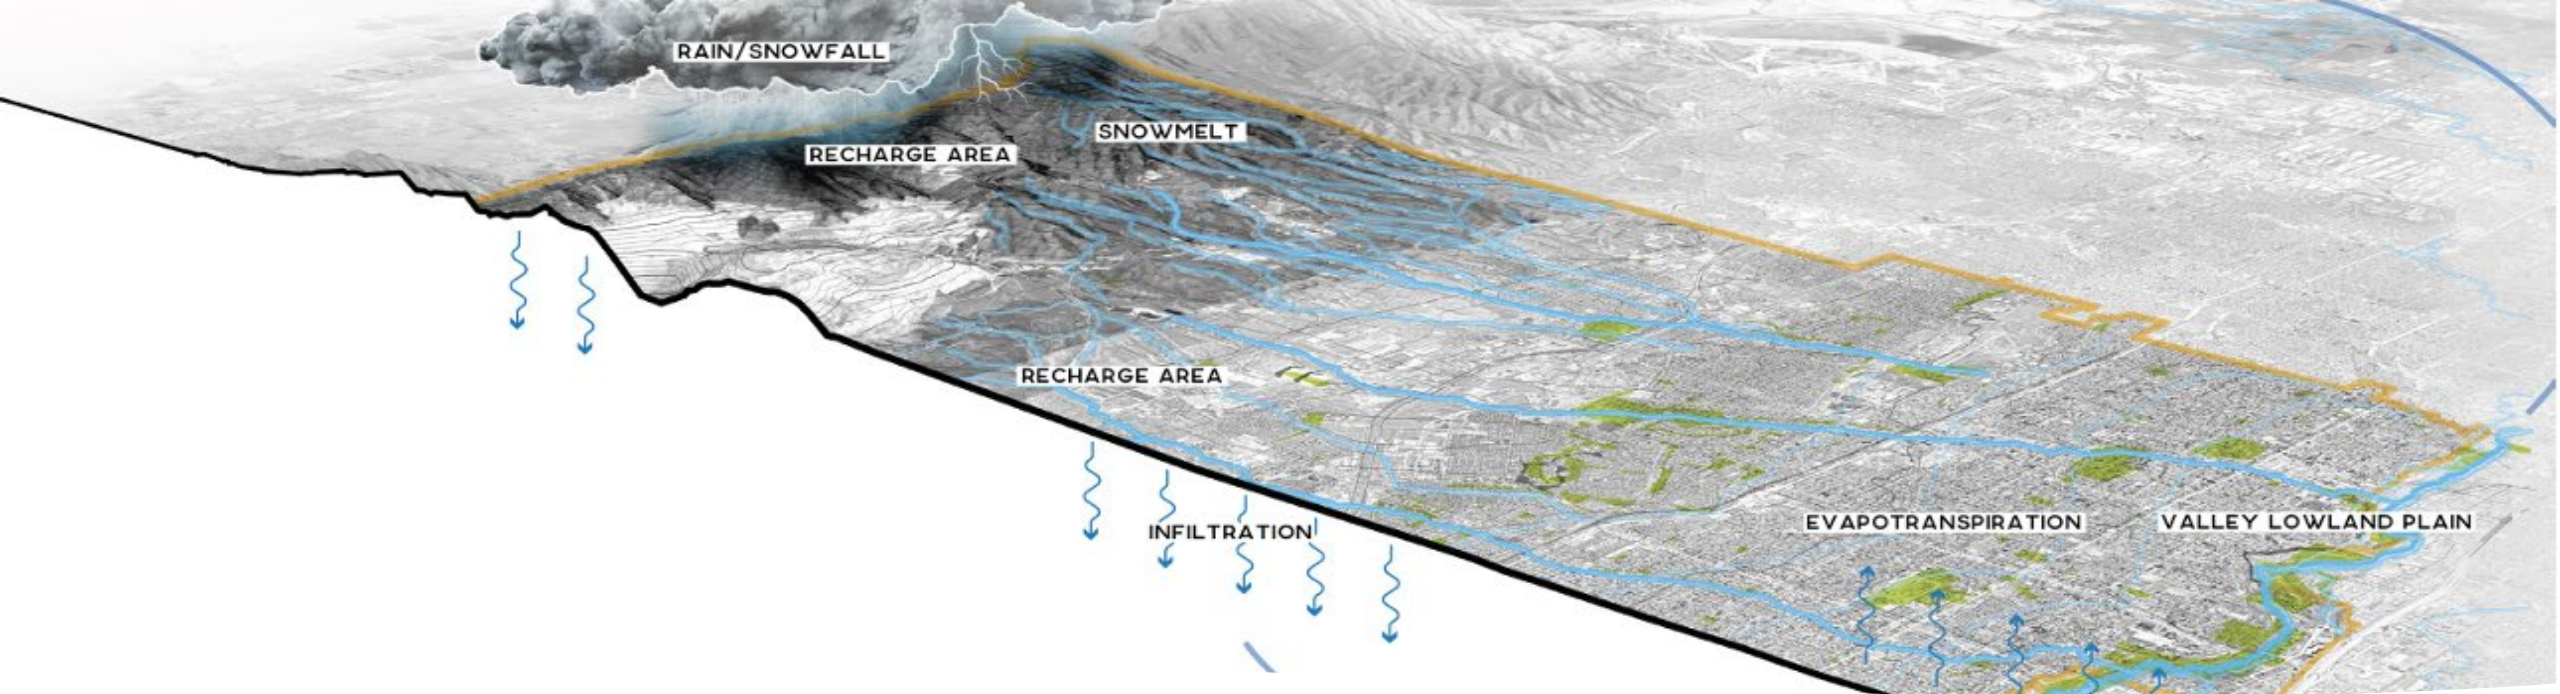 RAIN/SNOWFALL
SNOWMELT
RECHARGE AREA
RECHARGE AREA
INFILTRATION
EVAPOTRANSPIRATION
VALLEY LOWLAND PLAIN